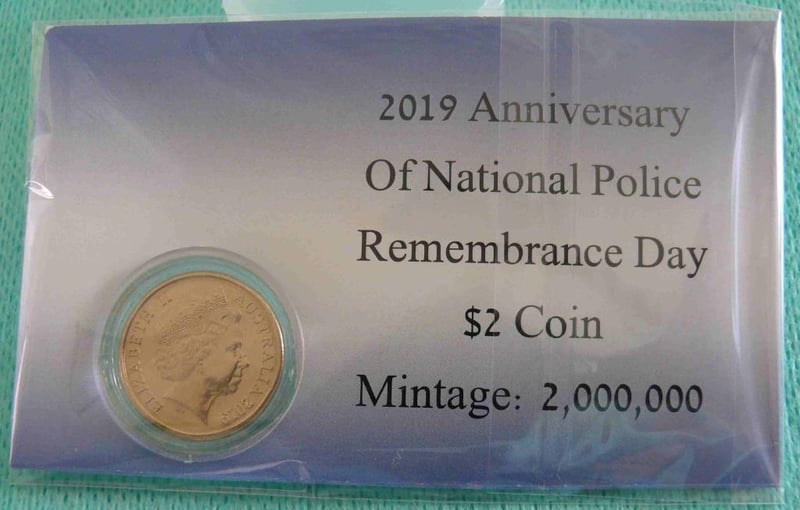 2019 Anniversary
Of National Police
Remembrance Day
$2 Coin
Mintage: 2,000,000
ELIZABETH II AUSTRALIA 2019